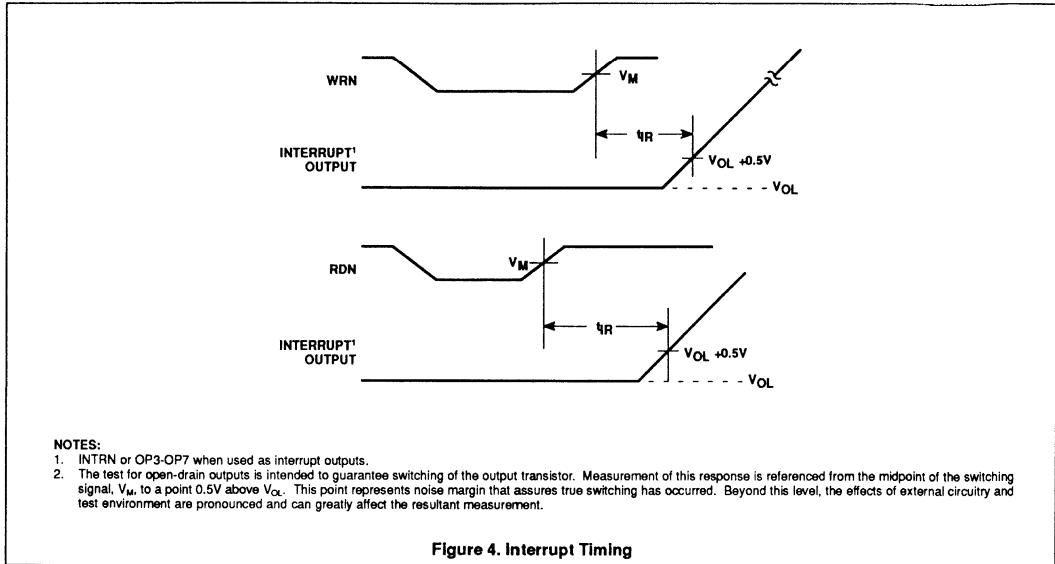 WRN
VM
tIR
INTERRUPT1
OUTPUT
VOL +0.5V
VOL
RDN
VM
tIR
INTERRUPT1
OUTPUT
VOL +0.5V
VOL
NOTES:
1. INTRN or OP3-OP7 when used as interrupt outputs.
2. The test for open-drain outputs is intended to guarantee switching of the output transistor. Measurement of this response is referenced from the midpoint of the switching
signal, VM, to a point 0.5V above VOL. This point represents noise margin that assures true switching has occurred. Beyond this level, the effects of external circuitry and
test environment are pronounced and can greatly affect the resultant measurement.
Figure 4. Interrupt Timing